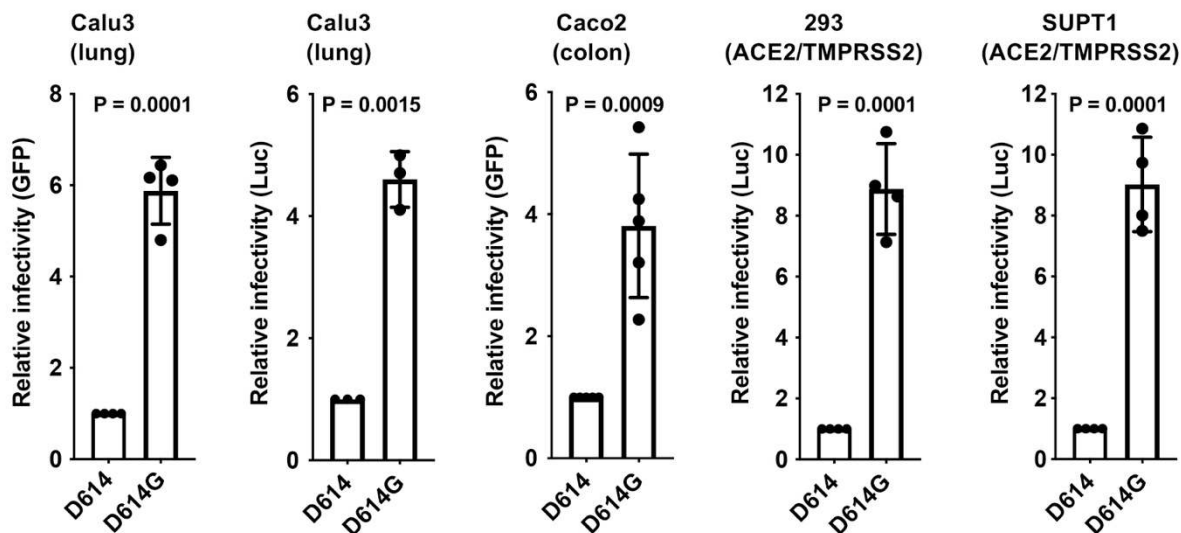 Calu3
(lung)
P = 0.0001
Relative infectivity (GFP)
8
6
4
2
0
D614
D614G
Calu3
(lung)
P = 0.0015
Relative infectivity (Luc)
6
4
2
0
D614
D614G
Caco2
(colon)
P = 0.0009
Relative infectivity (GFP)
6
4
2
0
D614
D614G
293
(ACE2/TMPRSS2)
P = 0.0001
Relative infectivity (Luc)
12
10
8
6
4
2
0
D614
D614G
SUPT1
(ACE2/TMPRSS2)
P = 0.0001
Relative infectivity (Luc)
12
10
8
6
4
2
0
D614
D614G